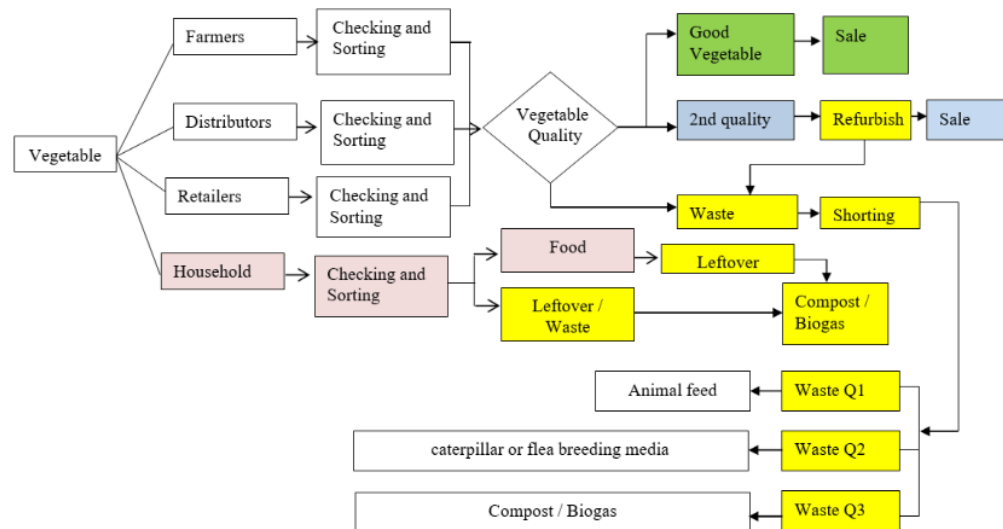 Farmers
Checking and
Sorting
Good
Vegetable
Sale
Vegetable
Distributors
Checking and
Sorting
Vegetable
Quality
2nd quality
Refurbish
Sale
Retailers
Checking and
Sorting
Waste
Shorting
Household
Checking and
Sorting
Food
Leftover
Leftover /
Waste
Compost /
Biogas
Animal feed
Waste Q1
caterpillar or flea breeding media
Waste Q2
Compost / Biogas
Waste Q3